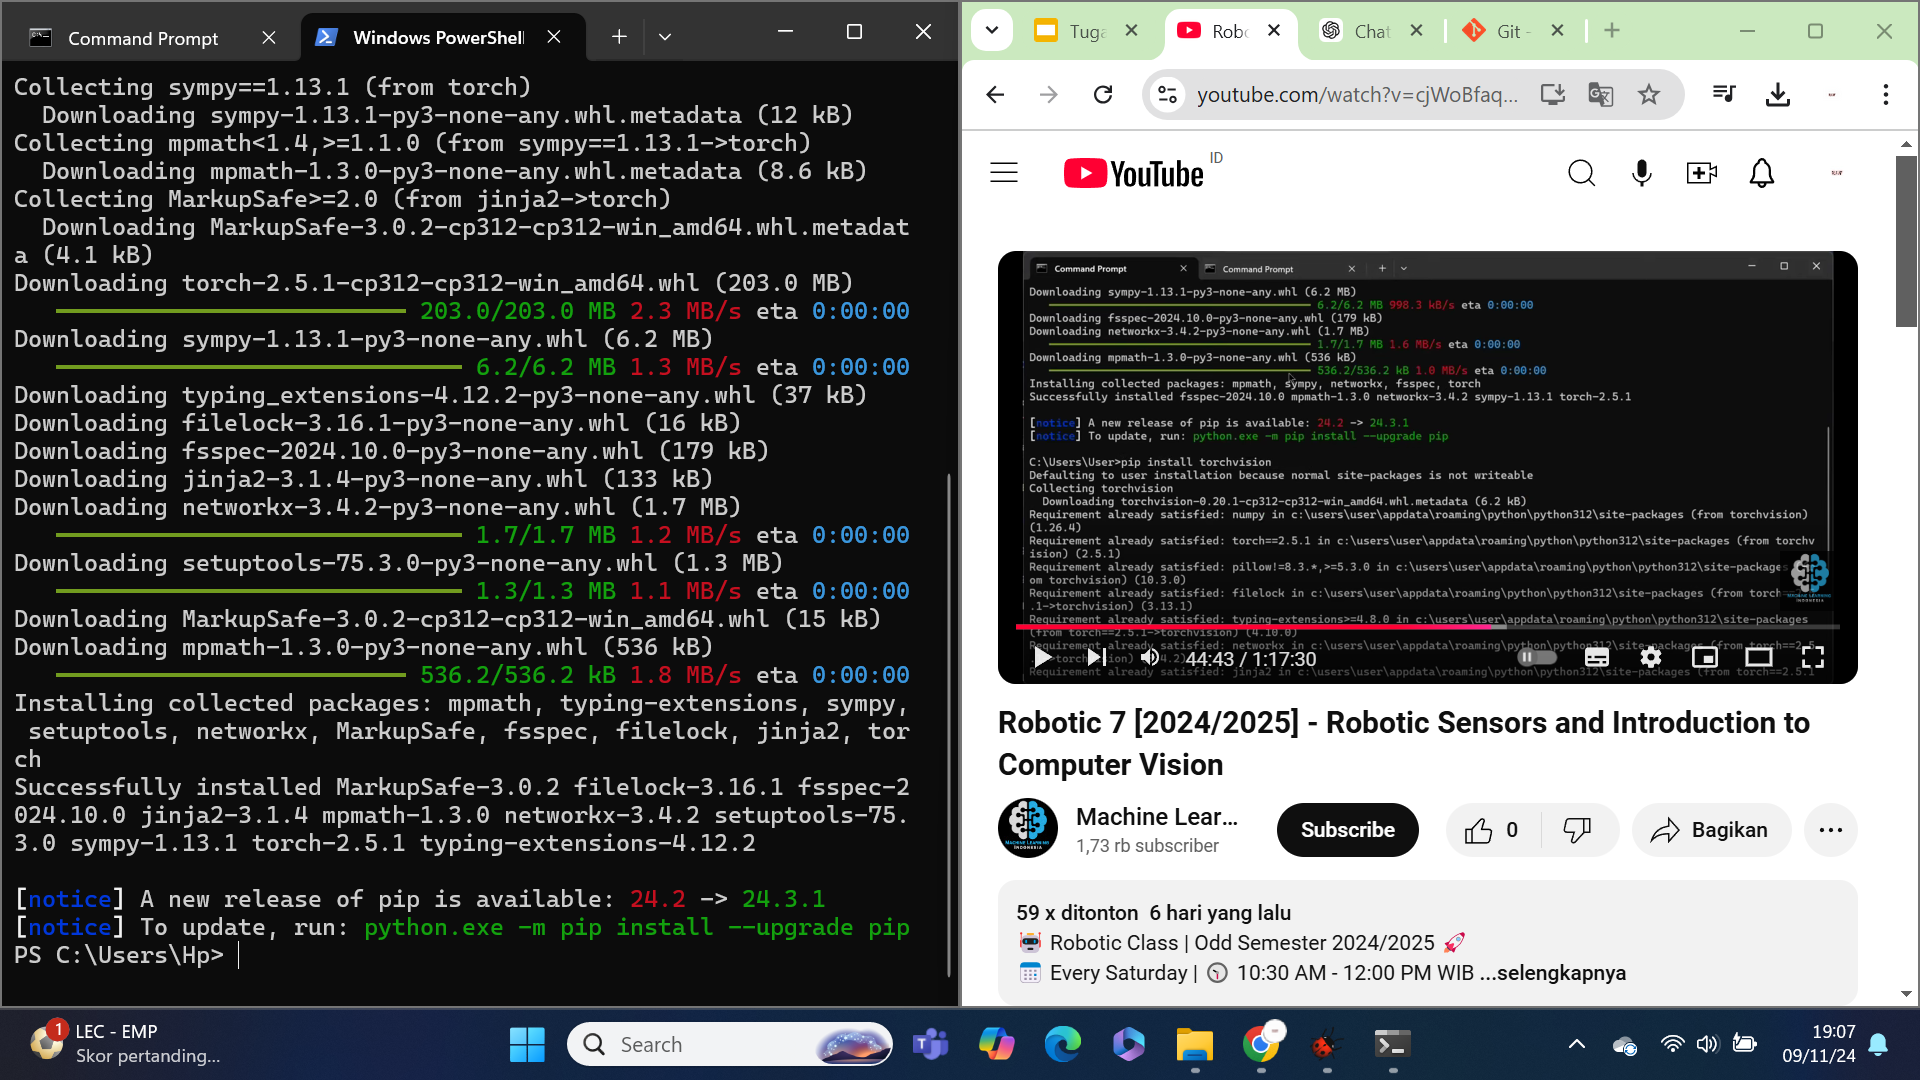 Command Prompt
Windows PowerShell
Collecting sympy==1.13.1 (from torch)
  Downloading sympy-1.13.1-py3-none-any.whl.metadata (12 kB)
Collecting mpmath<1.4,>=1.1.0 (from sympy==1.13.1->torch)
  Downloading mpmath-1.3.0-py3-none-any.whl.metadata (8.6 kB)
Collecting MarkupSafe>=2.0 (from jinja2->torch)
  Downloading MarkupSafe-3.0.2-cp312-cp312-win_amd64.whl.metadat
a (4.1 kB)
Downloading torch-2.5.1-cp312-cp312-win_amd64.whl (203.0 MB)
203.0/203.0 MB 2.3 MB/s eta 0:00:00
Downloading sympy-1.13.1-py3-none-any.whl (6.2 MB)
6.2/6.2 MB 1.3 MB/s eta 0:00:00
Downloading typing_extensions-4.12.2-py3-none-any.whl (37 kB)
Downloading filelock-3.16.1-py3-none-any.whl (16 kB)
Downloading fsspec-2024.10.0-py3-none-any.whl (179 kB)
Downloading jinja2-3.1.4-py3-none-any.whl (133 kB)
Downloading networkx-3.4.2-py3-none-any.whl (1.7 MB)
1.7/1.7 MB 1.2 MB/s eta 0:00:00
Downloading setuptools-75.3.0-py3-none-any.whl (1.3 MB)
1.3/1.3 MB 1.1 MB/s eta 0:00:00
Downloading MarkupSafe-3.0.2-cp312-cp312-win_amd64.whl (15 kB)
Downloading mpmath-1.3.0-py3-none-any.whl (536 kB)
536.2/536.2 kB 1.8 MB/s eta 0:00:00
Installing collected packages: mpmath, typing-extensions, sympy,
 setuptools, networkx, MarkupSafe, fsspec, filelock, jinja2, tor
ch
Successfully installed MarkupSafe-3.0.2 filelock-3.16.1 fsspec-2
024.10.0 jinja2-3.1.4 mpmath-1.3.0 networkx-3.4.2 setuptools-75.
3.0 sympy-1.13.1 torch-2.5.1 typing-extensions-4.12.2
[notice] A new release of pip is available: 24.2 -> 24.3.1
[notice] To update, run: python.exe -m pip install --upgrade pip
PS C:\Users\Hp>
Tuga
Robo
Chat
Git -
youtube.com/watch?v=cjWoBfaq...
YouTube ID
Command Prompt
Command Prompt
Downloading sympy-1.13.1-py3-none-any.whl (6.2 MB)
6.2/6.2 MB 998.3 kB/s eta 0:00:00
Downloading fsspec-2024.10.0-py3-none-any.whl (179 kB)
Downloading networkx-3.4.2-py3-none-any.whl (1.7 MB)
1.7/1.7 MB 1.6 MB/s eta 0:00:00
Downloading mpmath-1.3.0-py3-none-any.whl (536 kB)
536.2/536.2 kB 1.0 MB/s eta 0:00:00
Installing collected packages: mpmath, sympy, networkx, fsspec, torch
Successfully installed fsspec-2024.10.0 mpmath-1.3.0 networkx-3.4.2 sympy-1.13.1 torch-2.5.1
[notice] A new release of pip is available: 24.2 -> 24.3.1
[notice] To update, run: python.exe -m pip install --upgrade pip
C:\Users\User>pip install torchvision
Defaulting to user installation because normal site-packages is not writeable
Collecting torchvision
  Downloading torchvision-0.20.1-cp312-cp312-win_amd64.whl.metadata (6.2 kB)
Requirement already satisfied: numpy in c:\users\user\appdata\roaming\python\python312\site-packages (from torchvision)
(1.26.4)
Requirement already satisfied: torch==2.5.1 in c:\users\user\appdata\roaming\python\python312\site-packages (from torchv
ision) (2.5.1)
Requirement already satisfied: pillow!=8.3.*,>=5.3.0 in c:\users\user\appdata\roaming\python\python312\site-packages
om torchvision) (10.3.0)
Requirement already satisfied: filelock in c:\users\user\appdata\roaming\python\python312\site-packages (from torch
.1->torchvision) (3.13.1)
Requirement already satisfied: typing-extensions>=4.8.0 in c:\users\user\appdata\roaming\python\python312\site-packages
(from torch==2.5.1->torchvision) (4.10.0)
44:43 / 1:17:30
Robotic 7 [2024/2025] - Robotic Sensors and Introduction to
Computer Vision
Machine Lear...
1,73 rb subscriber
Subscribe
0
Bagikan
59 x ditonton 6 hari yang lalu
Robotic Class | Odd Semester 2024/2025
Every Saturday | 10:30 AM - 12:00 PM WIB ...selengkapnya
1
LEC - EMP
Skor pertanding...
Search
19:07
09/11/24